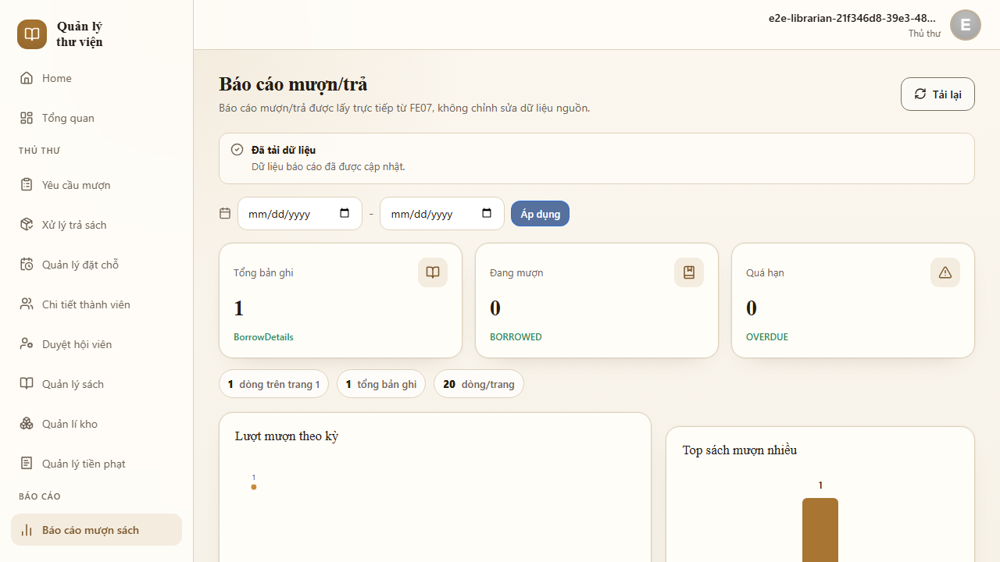 Quản lý
thư viện
Home
Tổng quan
THỦ THƯ
Yêu cầu mượn
Xử lý trả sách
Quản lý đặt chỗ
Chi tiết thành viên
Duyệt hội viên
Quản lý sách
Quản lí kho
Quản lý tiền phạt
BÁO CÁO
Báo cáo mượn sách
e2e-librarian-21f346d8-39e3-48...
Thủ thư
E
Báo cáo mượn/trả
Báo cáo mượn/trả được lấy trực tiếp từ FE07, không chỉnh sửa dữ liệu nguồn.
Tải lại
Đã tải dữ liệu
Dữ liệu báo cáo đã được cập nhật.
mm/dd/yyyy - mm/dd/yyyy Áp dụng
Tổng bản ghi
1
BorrowDetails
Đang mượn
0
BORROWED
Quá hạn
0
OVERDUE
1 dòng trên trang 1
1 tổng bản ghi
20 dòng/trang
Lượt mượn theo kỳ
1
Top sách mượn nhiều
1